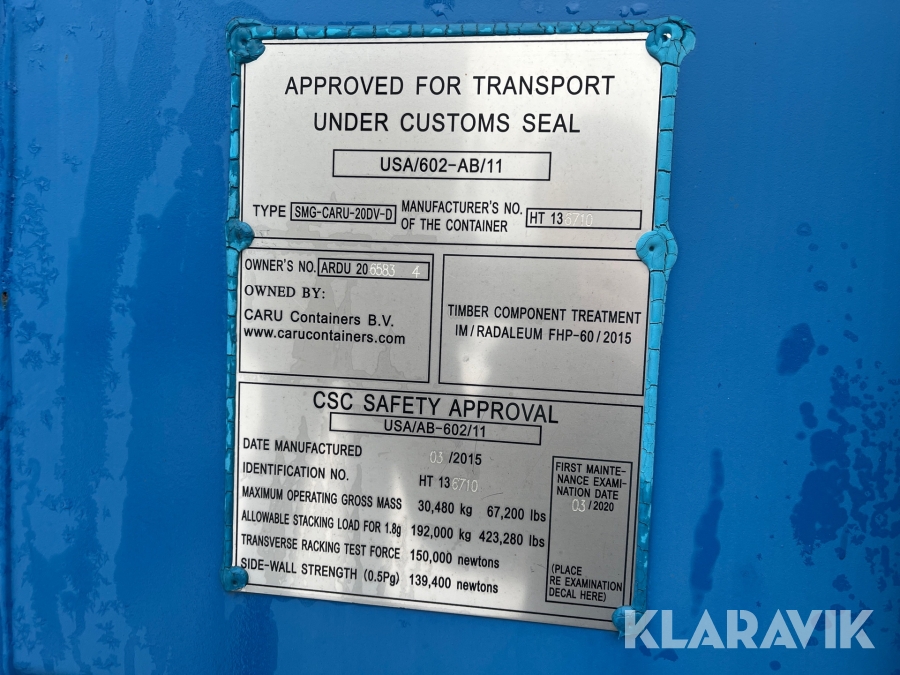 APPROVED FOR TRANSPORT
UNDER CUSTOMS SEAL
USA/602-AB/11
TYPE SMG-CARU-20DV-D
MANUFACTURER'S NO.
OF THE CONTAINER
HT 136710
OWNER'S NO. ARDU 206583 4
OWNED BY:
CARU Containers B.V.
www.carucontainers.com
TIMBER COMPONENT TREATMENT
IM/RADALEUM FHP-60/2015
CSC SAFETY APPROVAL
USA/AB-602/11
DATE MANUFACTURED 03/2015
IDENTIFICATION NO. HT 136710
MAXIMUM OPERATING GROSS MASS 30,480 kg 67,200 lbs
ALLOWABLE STACKING LOAD FOR 1.8g 192,000 kg 423,280 lbs
TRANSVERSE RACKING TEST FORCE 150,000 newtons
SIDE-WALL STRENGTH (0.5Pg) 139,400 newtons
FIRST MAINTE-
NANCE EXAMI-
NATION DATE
03/2020
(PLACE
RE EXAMINATION
DECAL HERE)
KLARAVIK